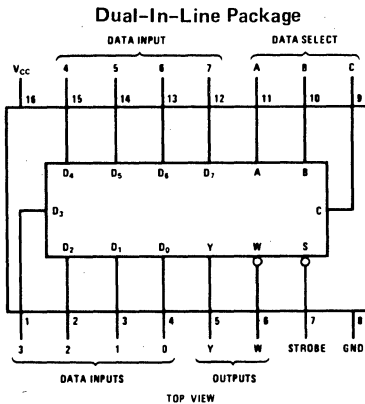 Dual-In-Line Package
DATA INPUT DATA SELECT
VCC 4 5 6 7 A B C
16 15 14 13 12 11 10 9
D4 D5 D6 D7 A B
D3 C
D2 D1 D0 Y W S
1 2 3 4 5 6 7 8
3 2 1 0 Y W STROBE GND
DATA INPUTS OUTPUTS
TOP VIEW